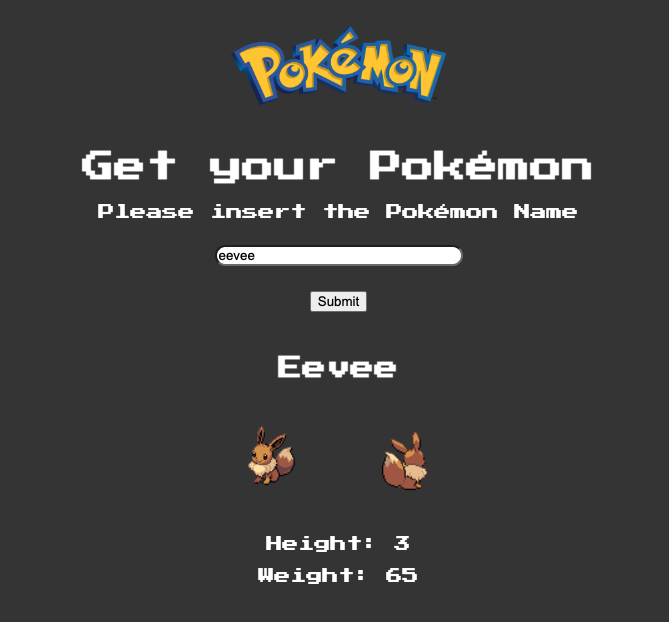 POKéMON
Get your Pokémon
Please insert the Pokémon Name
eevee
Submit
Eevee
Height: 3
Weight: 65